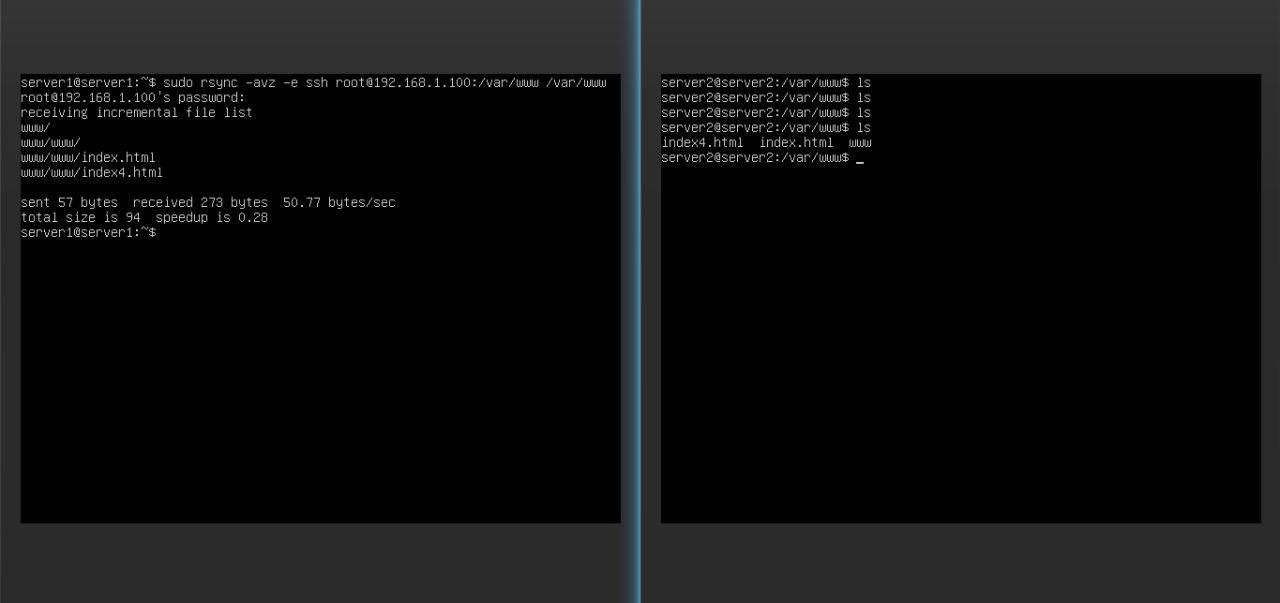 server1@server1:~$ sudo rsync -avz -e ssh root@192.168.1.100:/var/www /var/www
root@192.168.1.100's password:
receiving incremental file list
www/
www/www/
www/www/index.html
www/www/index4.html
sent 57 bytes  received 273 bytes  50.77 bytes/sec
total size is 94  speedup is 0.28
server1@server1:~$
server2@server2:/var/www$ ls
server2@server2:/var/www$ ls
server2@server2:/var/www$ ls
server2@server2:/var/www$ ls
index4.html  index.html  www
server2@server2:/var/www$ _